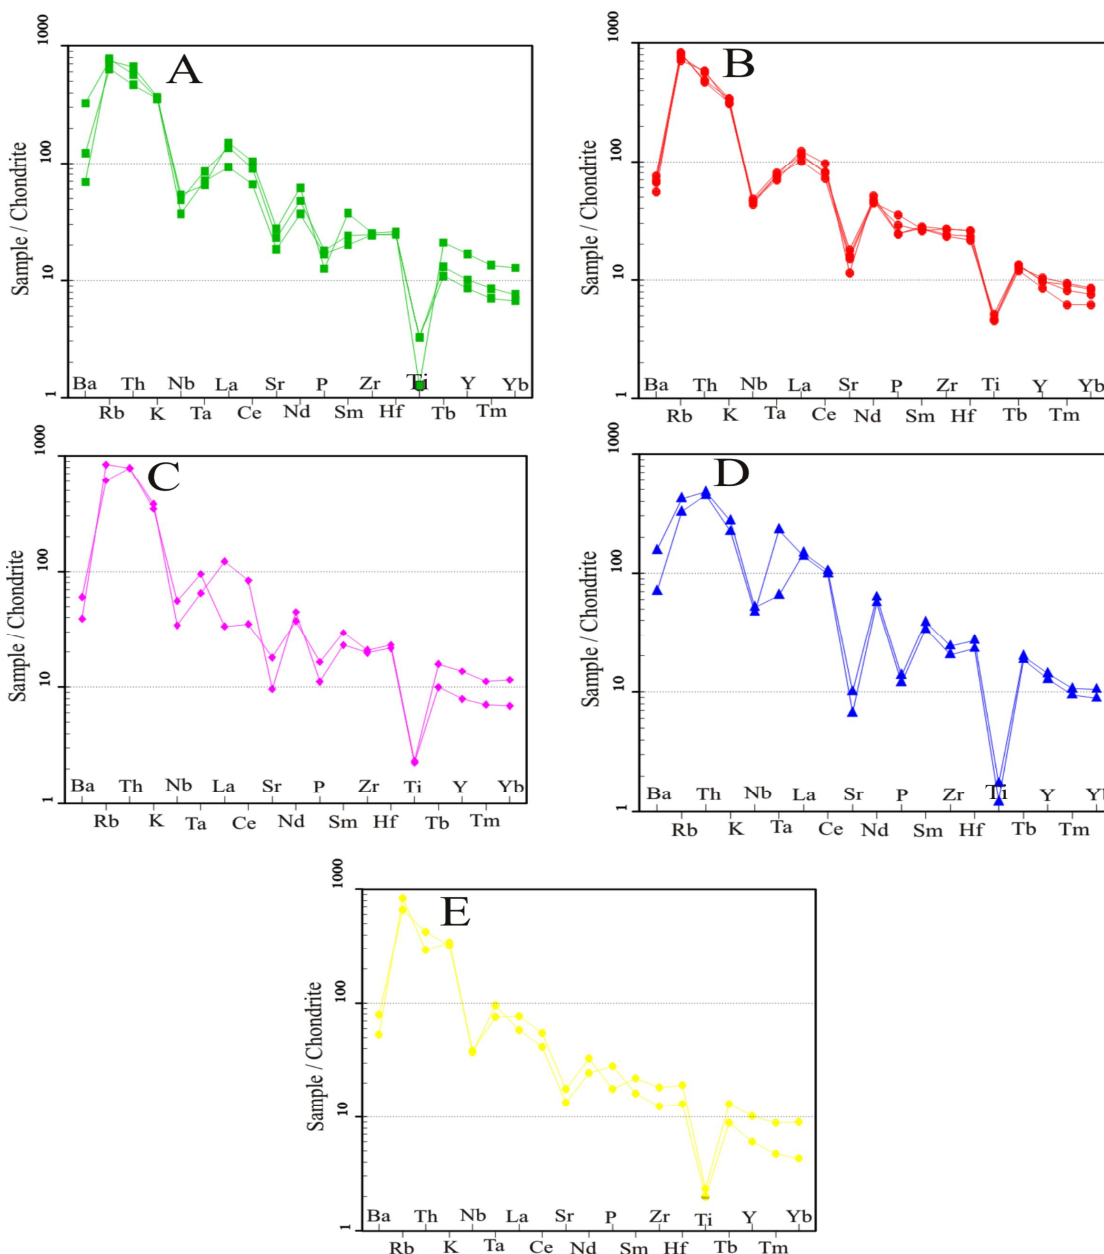 1000
A
B
100
10
1
Sample / Chondrite
Ba Th Nb La Sr P Zr Ti Y Yb
Rb K Ta Ce Nd Sm Hf Tb Tm
1000
100
10
1
Sample / Chondrite
Ba Th Nb La Sr P Zr Ti Y Yb
Rb K Ta Ce Nd Sm Hf Tb Tm
1000
C
100
10
1
Sample / Chondrite
Ba Th Nb La Sr P Zr Ti Y Yb
Rb K Ta Ce Nd Sm Hf Tb Tm
1000
D
100
10
1
Sample / Chondrite
Ba Th Nb La Sr P Zr Ti Y Yb
Rb K Ta Ce Nd Sm Hf Tb Tm
1000
E
100
10
1
Sample / Chondrite
Ba Th Nb La Sr P Zr Ti Y Yb
Rb K Ta Ce Nd Sm Hf Tb Tm